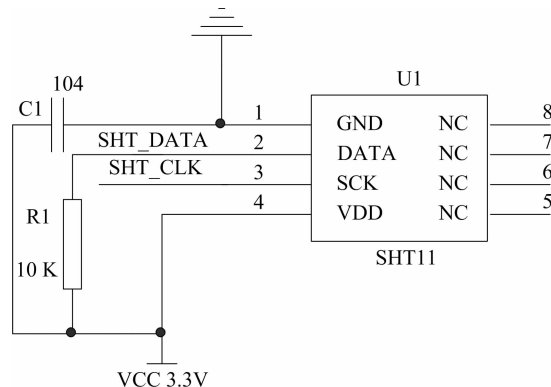 104
C1
U1
1 GND NC 8
SHT_DATA 2 DATA NC 7
SHT_CLK 3 SCK NC 6
4 VDD NC 5
R1
10 K
SHT11
VCC 3.3V